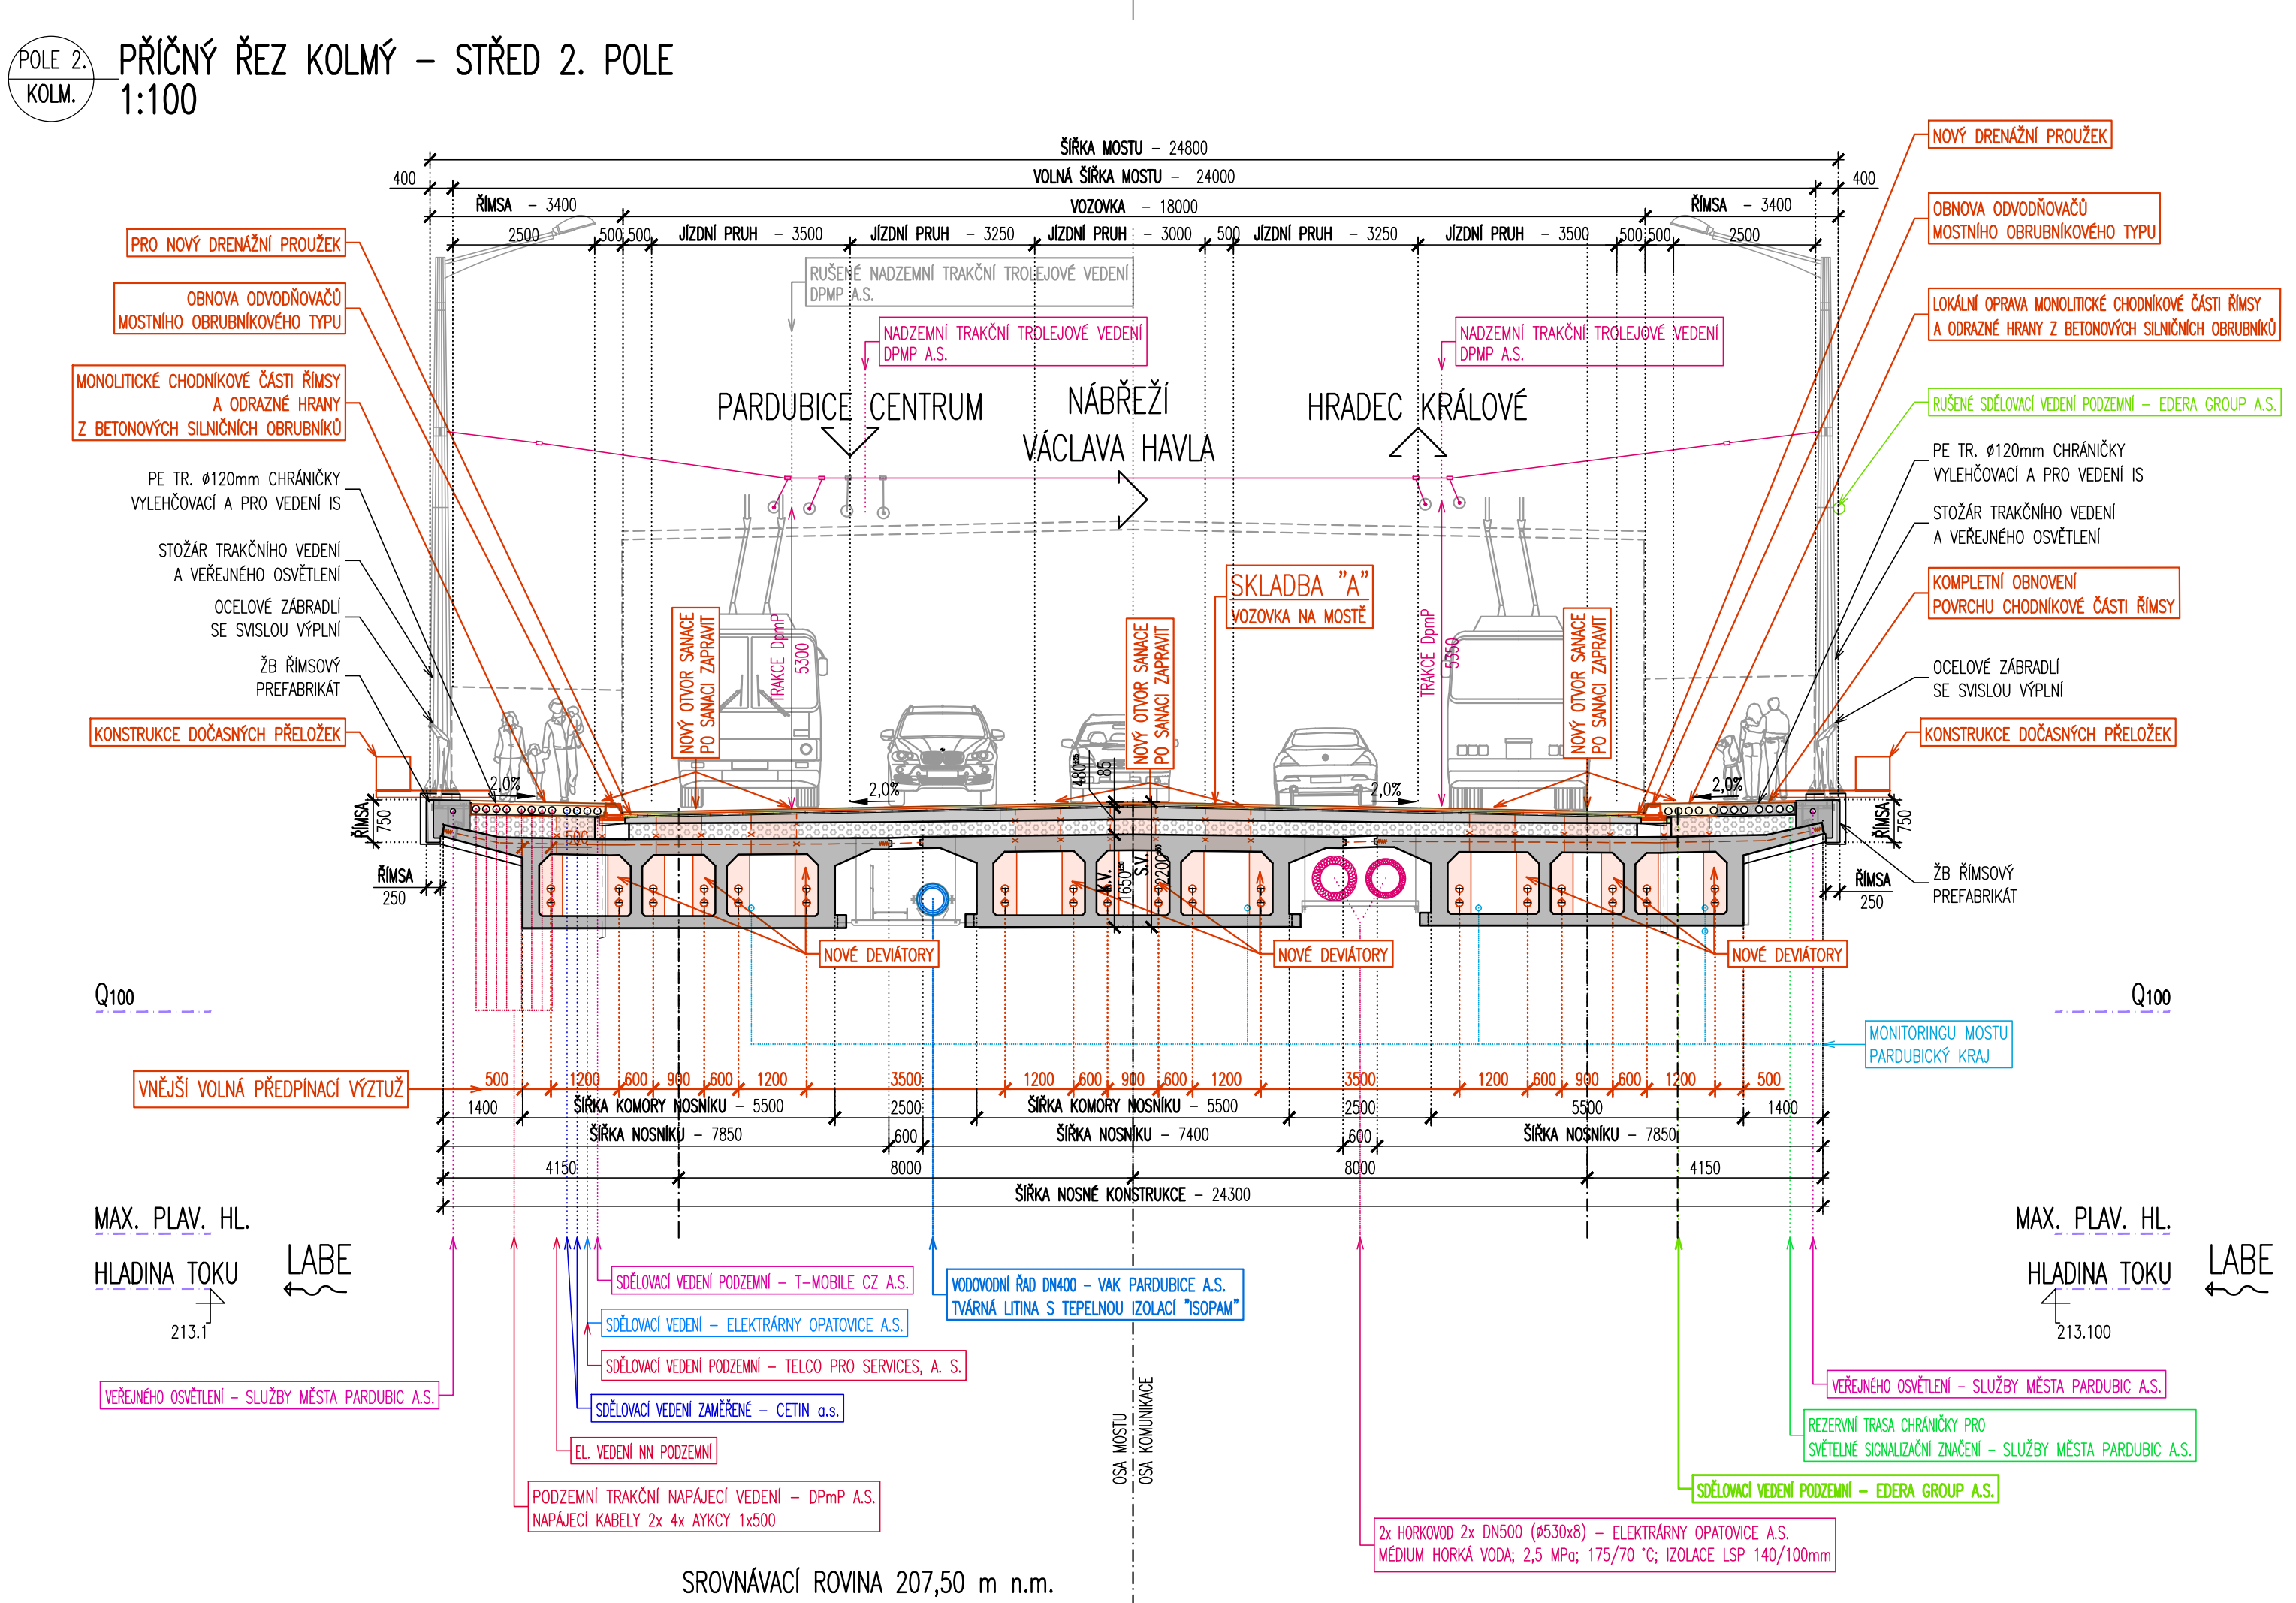 POLE 2.
KOLM.
PŘÍČNÝ ŘEZ KOLMÝ – STŘED 2. POLE
1:100
ŠÍŘKA MOSTU – 24800
VOLNÁ ŠÍŘKA MOSTU – 24000
400
400
ŘÍMSA – 3400
VOZOVKA – 18000
ŘÍMSA – 3400
2500
500
500
JÍZDNÍ PRUH – 3500
JÍZDNÍ PRUH – 3250
JÍZDNÍ PRUH – 3000
500
JÍZDNÍ PRUH – 3250
JÍZDNÍ PRUH – 3500
500
500
2500
PRO NOVÝ DRENÁŽNÍ PROUŽEK
OBNOVA ODVODŇOVAČŮ
MOSTNÍHO OBRUBNÍKOVÉHO TYPU
MONOLITICKÉ CHODNÍKOVÉ ČÁSTI ŘÍMSY
A ODRAZNÉ HRANY
Z BETONOVÝCH SILNIČNÍCH OBRUBNÍKŮ
PE TR. ø120mm CHRÁNIČKY
VYLEHČOVACÍ A PRO VEDENÍ IS
STOŽÁR TRAKČNÍHO VEDENÍ
A VEŘEJNÉHO OSVĚTLENÍ
OCELOVÉ ZÁBRADLÍ
SE SVISLOU VÝPLNÍ
ŽB ŘÍMSOVÝ
PREFABRIKÁT
KONSTRUKCE DOČASNÝCH PŘELOŽEK
RUŠENÉ NADZEMNÍ TRAKČNÍ TROLEJOVÉ VEDENÍ
DPMP A.S.
NADZEMNÍ TRAKČNÍ TROLEJOVÉ VEDENÍ
DPMP A.S.
NADZEMNÍ TRAKČNÍ TROLEJOVÉ VEDENÍ
DPMP A.S.
PARDUBICE CENTRUM
NÁBŘEŽÍ
VÁCLAVA HAVLA
HRADEC KRÁLOVÉ
NOVÝ DRENÁŽNÍ PROUŽEK
OBNOVA ODVODŇOVAČŮ
MOSTNÍHO OBRUBNÍKOVÉHO TYPU
LOKÁLNÍ OPRAVA MONOLITICKÉ CHODNÍKOVÉ ČÁSTI ŘÍMSY
A ODRAZNÉ HRANY Z BETONOVÝCH SILNIČNÍCH OBRUBNÍKŮ
RUŠENÉ SDĚLOVACÍ VEDENÍ PODZEMNÍ – EDERA GROUP A.S.
PE TR. ø120mm CHRÁNIČKY
VYLEHČOVACÍ A PRO VEDENÍ IS
STOŽÁR TRAKČNÍHO VEDENÍ
A VEŘEJNÉHO OSVĚTLENÍ
KOMPLETNÍ OBNOVENÍ
POVRCHU CHODNÍKOVÉ ČÁSTI ŘÍMSY
OCELOVÉ ZÁBRADLÍ
SE SVISLOU VÝPLNÍ
KONSTRUKCE DOČASNÝCH PŘELOŽEK
ŽB ŘÍMSOVÝ
PREFABRIKÁT
SKLADBA "A"
VOZOVKA NA MOSTĚ
NOVÝ OTVOR SANACE
PO SANACI ZAPRAVIT
TRAKCE DpmP
5300
NOVÝ OTVOR SANACE
PO SANACI ZAPRAVIT
TRAKCE DpmP
5350
NOVÝ OTVOR SANACE
PO SANACI ZAPRAVIT
2,0%
2,0%
2,0%
2,0%
85
ŘÍMSA
750
ŘÍMSA
250
ŘÍMSA
750
ŘÍMSA
250
500
K.V.
S.V.
NOVÉ DEVIÁTORY
NOVÉ DEVIÁTORY
NOVÉ DEVIÁTORY
Q100
Q100
MONITORINGU MOSTU
PARDUBICKÝ KRAJ
VNĚJŠÍ VOLNÁ PŘEDPÍNACÍ VÝZTUŽ
500
1200
600
900
600
1200
3500
1200
600
900
600
1200
3500
1200
600
900
600
1200
500
1400
ŠÍŘKA KOMORY NOSNÍKU – 5500
2500
ŠÍŘKA KOMORY NOSNÍKU – 5500
2500
5500
1400
ŠÍŘKA NOSNÍKU – 7850
600
ŠÍŘKA NOSNÍKU – 7400
600
ŠÍŘKA NOSNÍKU – 7850
4150
8000
8000
4150
ŠÍŘKA NOSNÉ KONSTRUKCE – 24300
MAX. PLAV. HL.
HLADINA TOKU
LABE
213.1
MAX. PLAV. HL.
HLADINA TOKU
LABE
213.100
SDĚLOVACÍ VEDENÍ PODZEMNÍ – T-MOBILE CZ A.S.
SDĚLOVACÍ VEDENÍ – ELEKTRÁRNY OPATOVICE A.S.
SDĚLOVACÍ VEDENÍ PODZEMNÍ – TELCO PRO SERVICES, A. S.
VEŘEJNÉHO OSVĚTLENÍ – SLUŽBY MĚSTA PARDUBIC A.S.
SDĚLOVACÍ VEDENÍ ZAMĚŘENÉ – CETIN a.s.
EL. VEDENÍ NN PODZEMNÍ
PODZEMNÍ TRAKČNÍ NAPÁJECÍ VEDENÍ – DPmP A.S.
NAPÁJECÍ KABELY 2x 4x AYKCY 1x500
VODOVODNÍ ŘAD DN400 – VAK PARDUBICE A.S.
TVÁRNÁ LITINA S TEPELNOU IZOLACÍ "ISOPAM"
OSA MOSTU
OSA KOMUNIKACE
VEŘEJNÉHO OSVĚTLENÍ – SLUŽBY MĚSTA PARDUBIC A.S.
REZERVNÍ TRASA CHRÁNIČKY PRO
SVĚTELNÉ SIGNALIZAČNÍ ZNAČENÍ – SLUŽBY MĚSTA PARDUBIC A.S.
SDĚLOVACÍ VEDENÍ PODZEMNÍ – EDERA GROUP A.S.
2x HORKOVOD 2x DN500 (ø530x8) – ELEKTRÁRNY OPATOVICE A.S.
MÉDIUM HORKÁ VODA; 2,5 MPa; 175/70 °C; IZOLACE LSP 140/100mm
SROVNÁVACÍ ROVINA 207,50 m n.m.